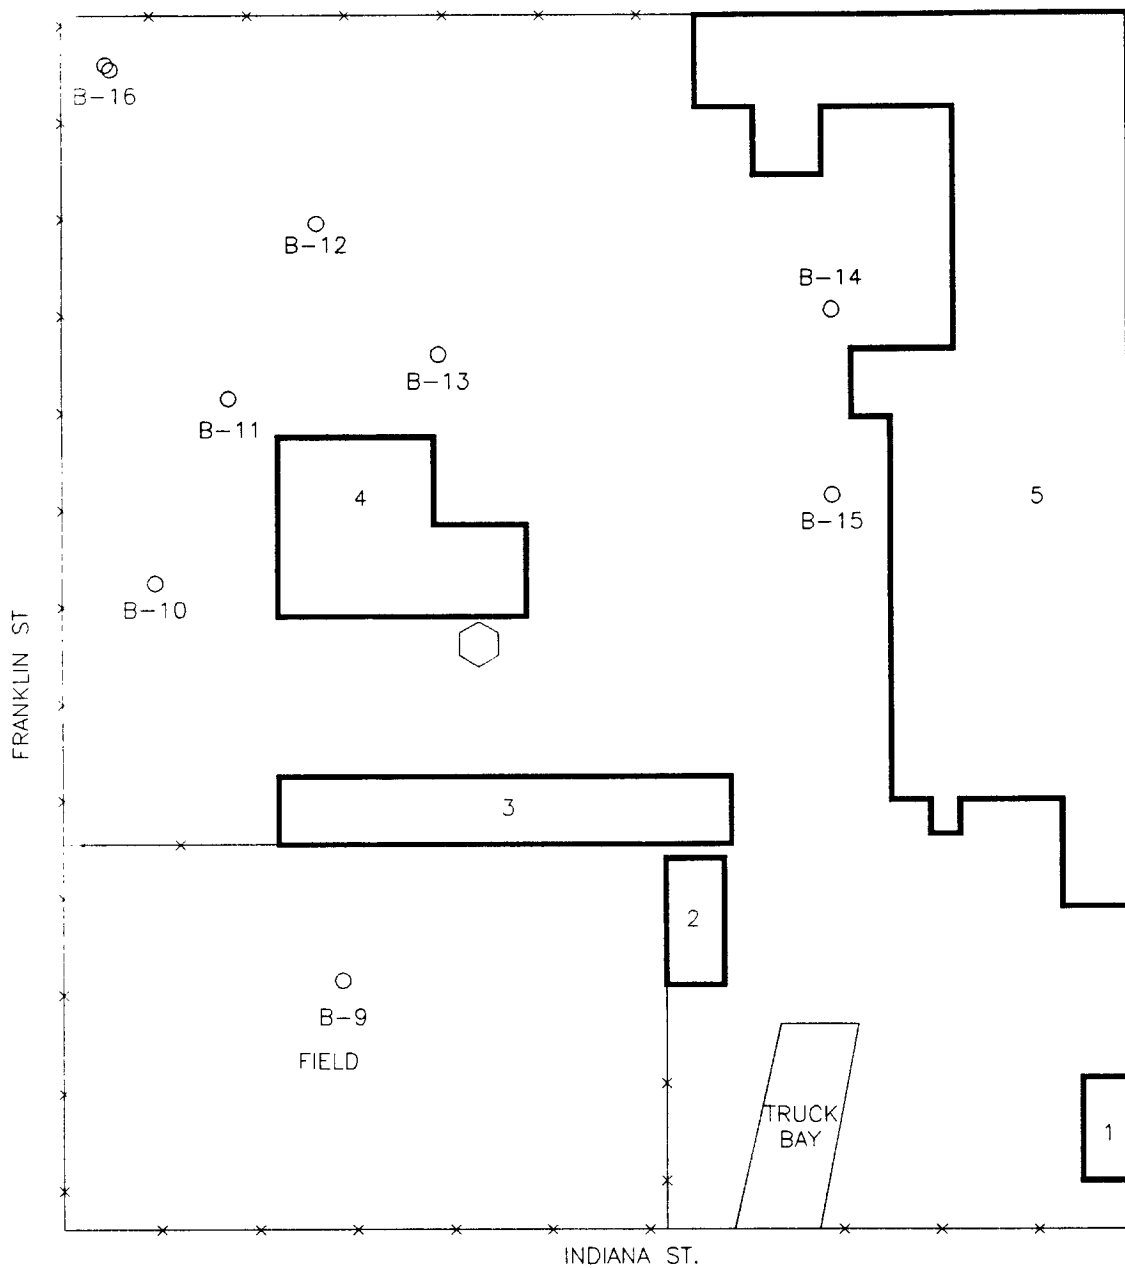 B-16
B-12
B-14
B-13
B-11
4
5
B-15
B-10
FRANKLIN ST
3
2
B-9
FIELD
TRUCK
BAY
1
INDIANA ST.